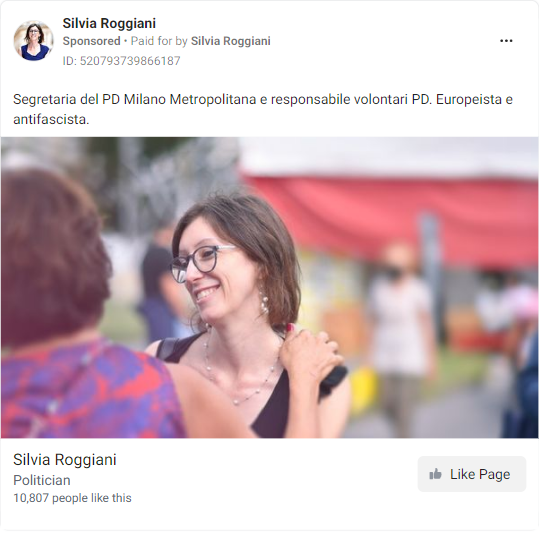 Silvia Roggiani
Sponsored • Paid for by Silvia Roggiani
ID: 520793739866187
Segretaria del PD Milano Metropolitana e responsabile volontari PD. Europeista e
antifascista.
Silvia Roggiani
Politician
10,807 people like this
Like Page